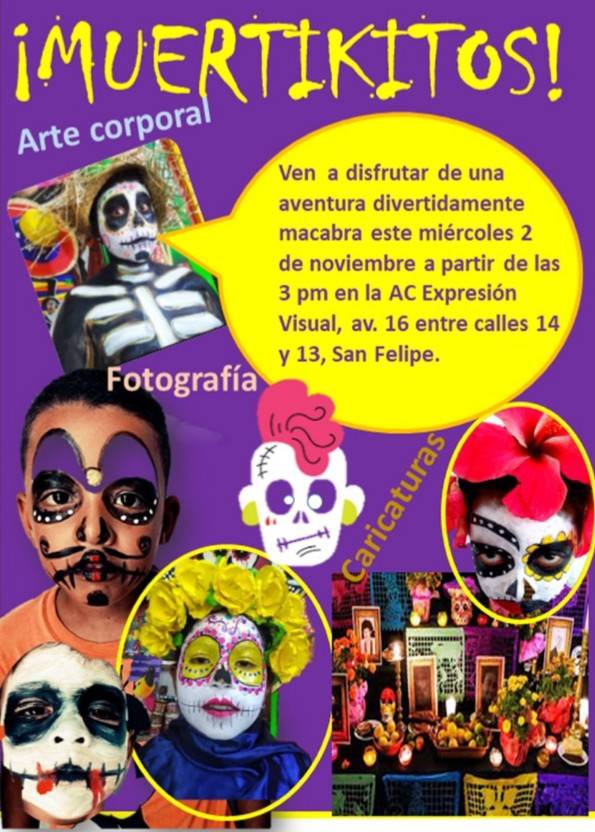 ¡MUERTIKITOS!
Arte corporal
Ven a disfrutar de una
aventura divertidamente
macabra este miércoles 2
de noviembre a partir de las
3 pm en la AC Expresión
Visual, av. 16 entre calles 14
y 13, San Felipe.
Fotografía
Caricaturas